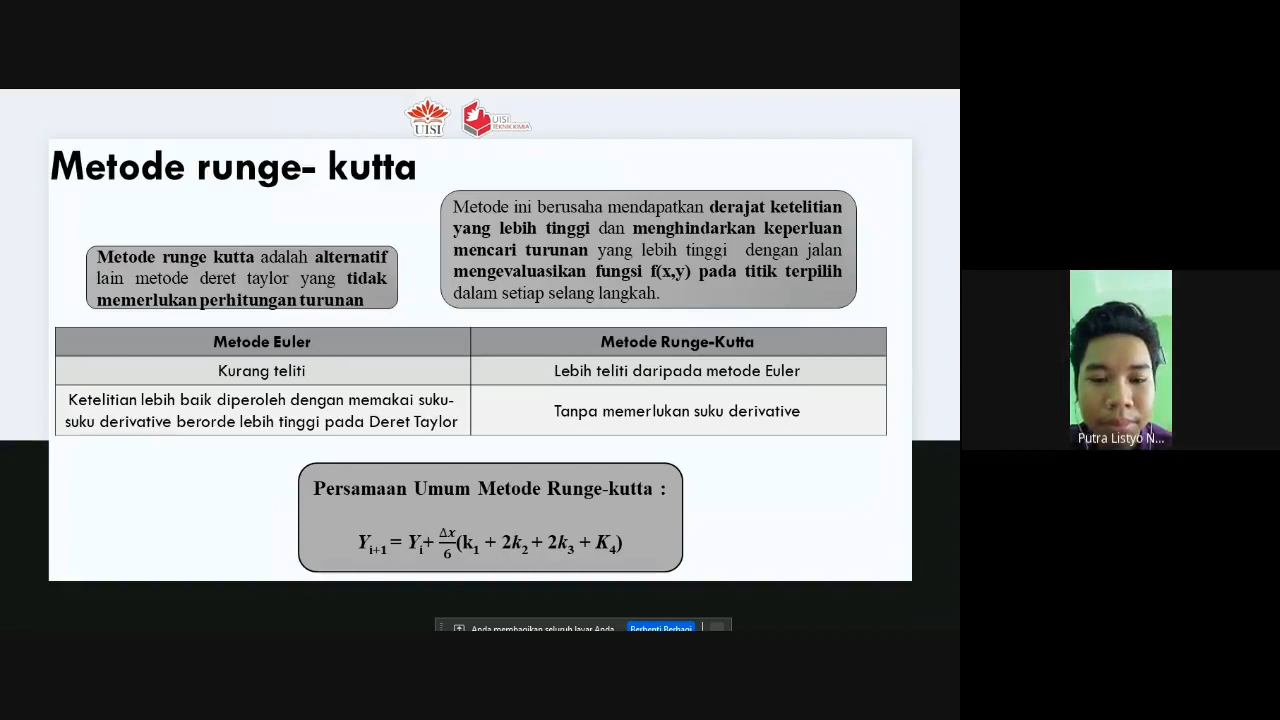 UISI
UISI
TEKNIK KIMIA
Metode runge- kutta
Metode ini berusaha mendapatkan derajat ketelitian
yang lebih tinggi dan menghindarkan keperluan
mencari turunan yang lebih tinggi dengan jalan
mengevaluasikan fungsi f(x,y) pada titik terpilih
dalam setiap selang langkah.
Metode runge kutta adalah alternatif
lain metode deret taylor yang tidak
memerlukan perhitungan turunan
Metode Euler
Metode Runge-Kutta
Kurang teliti
Lebih teliti daripada metode Euler
Ketelitian lebih baik diperoleh dengan memakai suku-
suku derivative berorde lebih tinggi pada Deret Taylor
Tanpa memerlukan suku derivative
Persamaan Umum Metode Runge-kutta :
Yᵢ₊₁ = Yᵢ+ Δx/6 (k₁ + 2k₂ + 2k₃ + K₄)
Anda membagikan seluruh layar Anda
Berhenti Berbagi
Putra Listyo N...